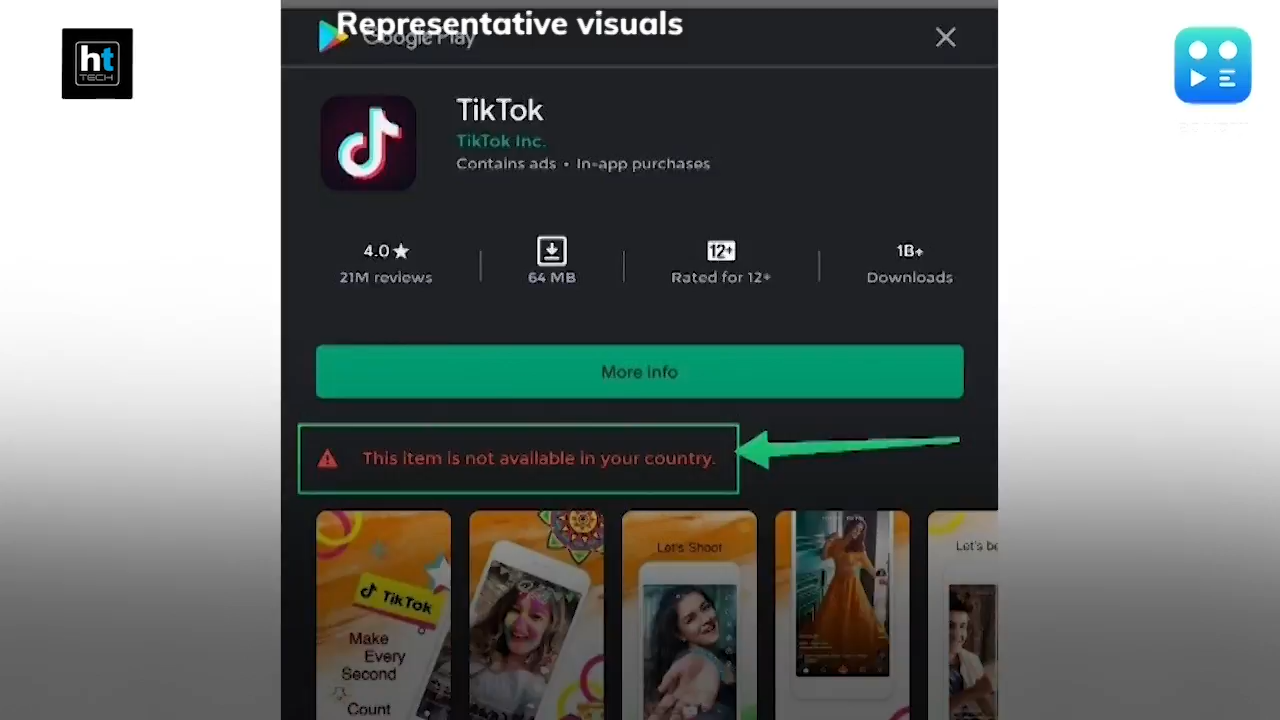 Representative visuals
Google Play
ht
TECH
TikTok
TikTok Inc.
Contains ads • In-app purchases
4.0★
21M reviews
64 MB
12+
Rated for 12+
1B+
Downloads
More info
This item is not available in your country.
TikTok
Make
Every
Second
Count
Let's Shoot
Let's be